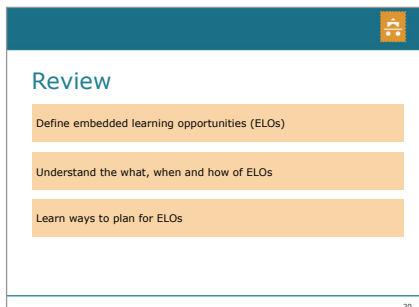 Review
Define embedded learning opportunities (ELOs)
Understand the what, when and how of ELOs
Learn ways to plan for ELOs
20